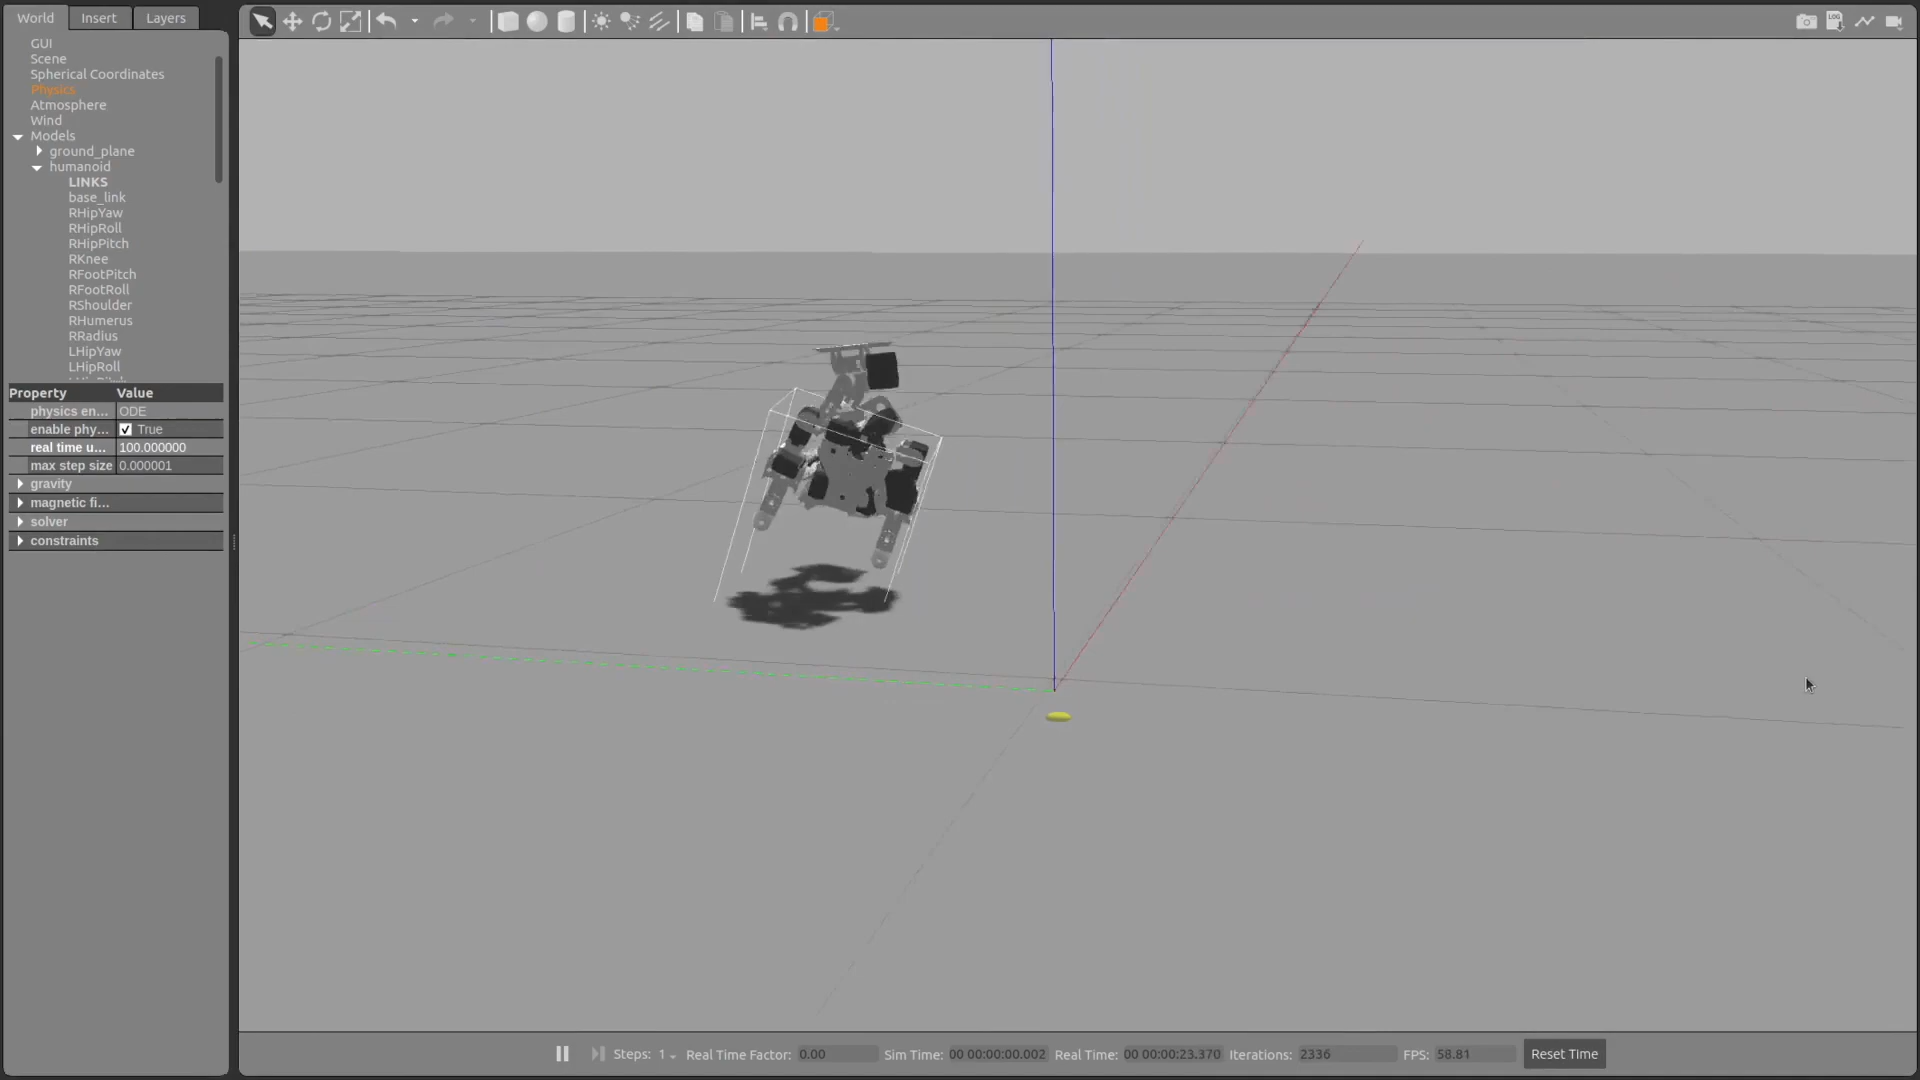 World Insert Layers
GUI
Scene
Spherical Coordinates
Physics
Atmosphere
Wind
Models
ground_plane
humanoid
LINKS
base_link
RHipYaw
RHipRoll
RHipPitch
RKnee
RFootPitch
RFootRoll
RShoulder
RHumerus
RRadius
LHipYaw
LHipRoll
Property Value
physics en... ODE
enable phy... True
real time u... 100.000000
max step size 0.000001
gravity
magnetic fi...
solver
constraints
LOG
Steps: 1 Real Time Factor: 0.00 Sim Time: 00 00:00:00.002 Real Time: 00 00:00:23.370 Iterations: 2336 FPS: 58.81 Reset Time